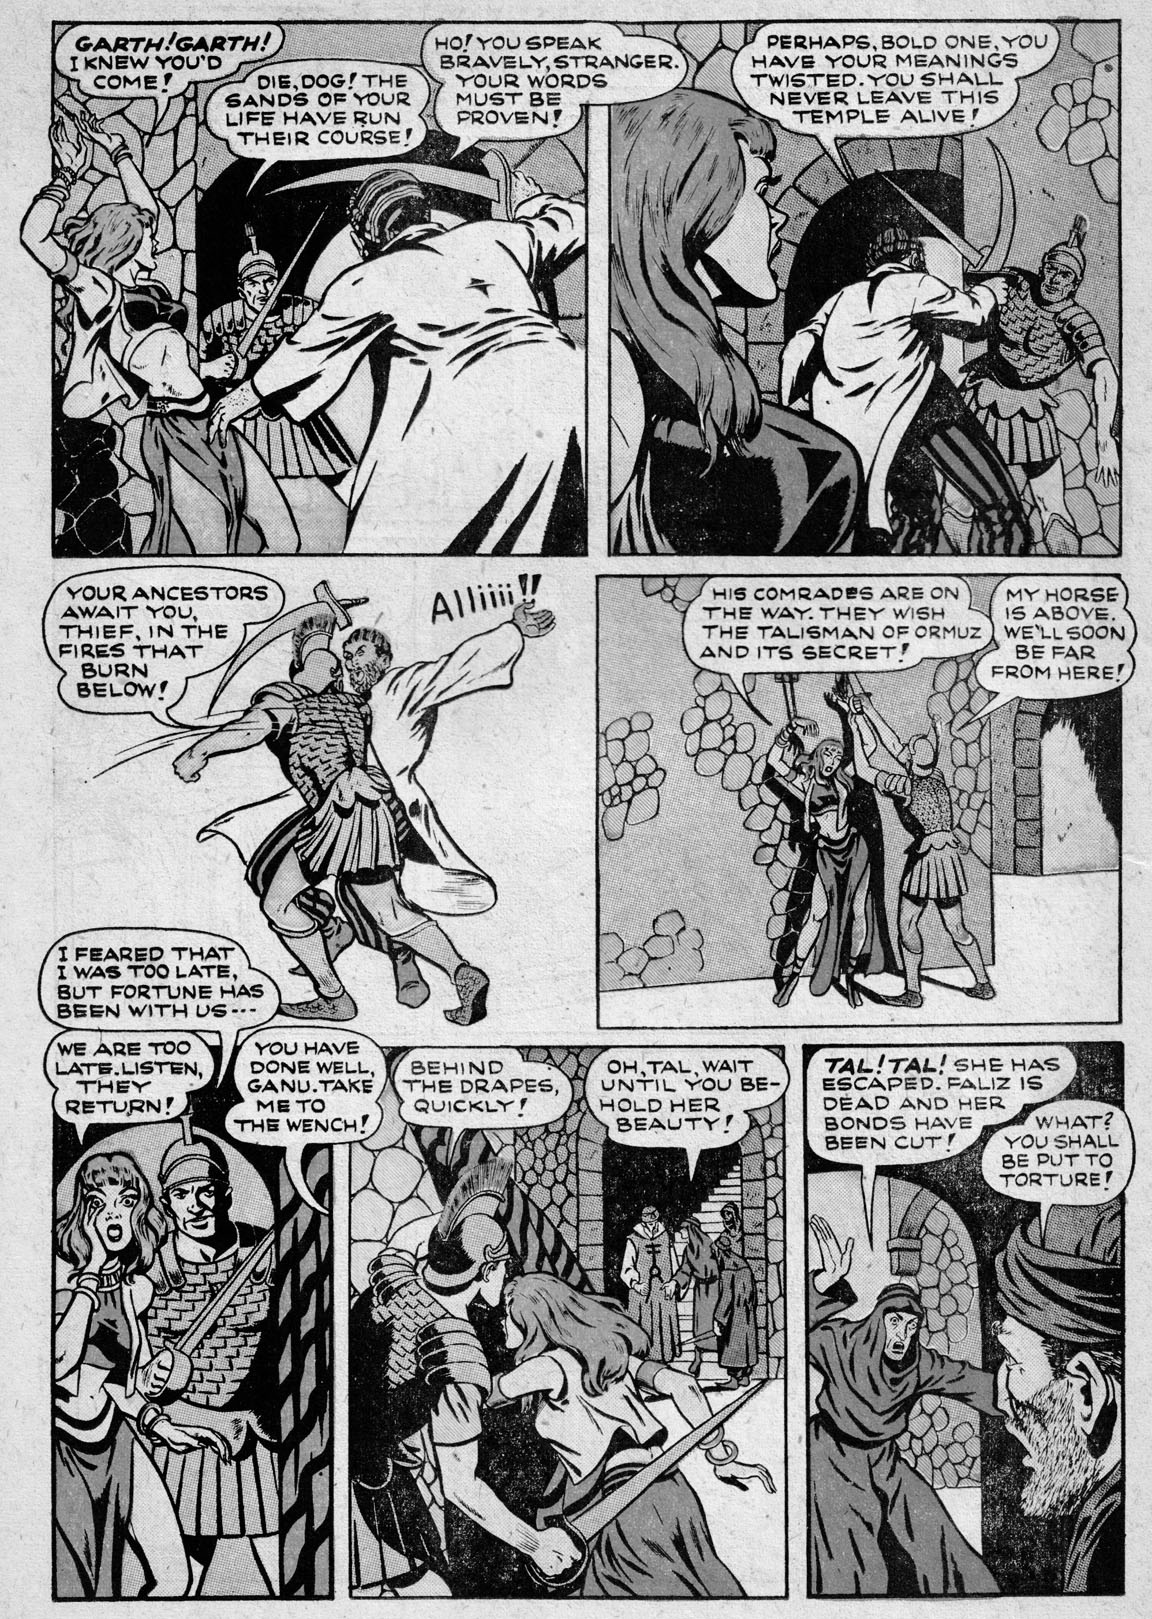 GARTH! GARTH!
I KNEW YOU'D
COME!
DIE, DOG! THE
SANDS OF YOUR
LIFE HAVE RUN
THEIR COURSE!
HO! YOU SPEAK
BRAVELY, STRANGER.
YOUR WORDS
MUST BE
PROVEN!
PERHAPS, BOLD ONE, YOU
HAVE YOUR MEANINGS
TWISTED. YOU SHALL
NEVER LEAVE THIS
TEMPLE ALIVE!
YOUR ANCESTORS
AWAIT YOU,
THIEF, IN THE
FIRES THAT
BURN
BELOW!
AIIiiii!!
HIS COMRADES ARE ON
THE WAY. THEY WISH
THE TALISMAN OF ORMUZ
AND ITS SECRET!
MY HORSE
IS ABOVE.
WE'LL SOON
BE FAR
FROM HERE!
I FEARED THAT
I WAS TOO LATE,
BUT FORTUNE HAS
BEEN WITH US---
WE ARE TOO
LATE. LISTEN,
THEY
RETURN!
YOU HAVE
DONE WELL,
GANU. TAKE
ME TO
THE WENCH!
BEHIND
THE DRAPES,
QUICKLY!
OH, TAL, WAIT
UNTIL YOU BE-
HOLD HER
BEAUTY!
TAL! TAL! SHE HAS
ESCAPED. FALIZ IS
DEAD AND HER
BONDS HAVE
BEEN CUT!
WHAT?
YOU SHALL
BE PUT TO
TORTURE!